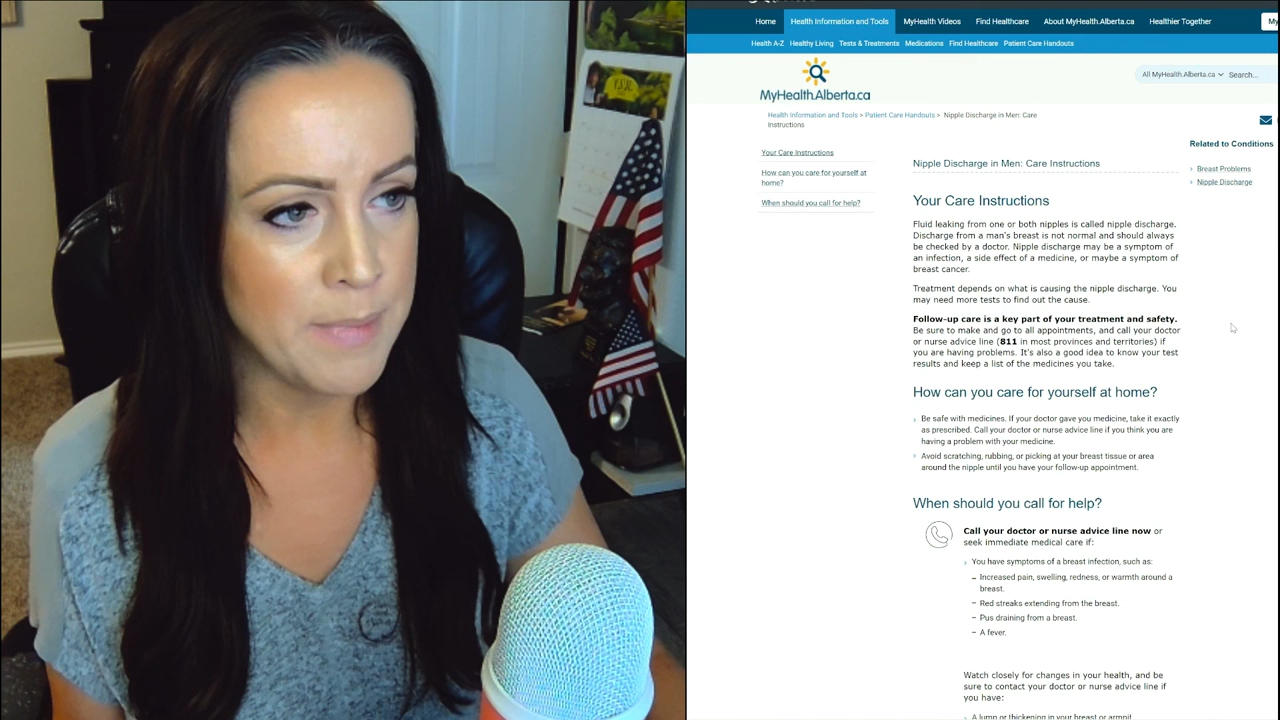 Home Health Information and Tools MyHealth Videos Find Healthcare About MyHealth.Alberta.ca Healthier Together My
Health A-Z Healthy Living Tests & Treatments Medications Find Healthcare Patient Care Handouts
MyHealth.Alberta.ca
All MyHealth.Alberta.ca Search...
Health Information and Tools > Patient Care Handouts > Nipple Discharge in Men: Care
Instructions
Your Care Instructions
How can you care for yourself at
home?
When should you call for help?
Nipple Discharge in Men: Care Instructions
Your Care Instructions
Fluid leaking from one or both nipples is called nipple discharge.
Discharge from a man's breast is not normal and should always
be checked by a doctor. Nipple discharge may be a symptom of
an infection, a side effect of a medicine, or maybe a symptom of
breast cancer.
Treatment depends on what is causing the nipple discharge. You
may need more tests to find out the cause.
Follow-up care is a key part of your treatment and safety.
Be sure to make and go to all appointments, and call your doctor
or nurse advice line (811 in most provinces and territories) if
you are having problems. It's also a good idea to know your test
results and keep a list of the medicines you take.
How can you care for yourself at home?
Be safe with medicines. If your doctor gave you medicine, take it exactly
as prescribed. Call your doctor or nurse advice line if you think you are
having a problem with your medicine.
Avoid scratching, rubbing, or picking at your breast tissue or area
around the nipple until you have your follow-up appointment.
When should you call for help?
Call your doctor or nurse advice line now or
seek immediate medical care if:
You have symptoms of a breast infection, such as:
– Increased pain, swelling, redness, or warmth around a
breast.
– Red streaks extending from the breast.
– Pus draining from a breast.
– A fever.
Watch closely for changes in your health, and be
sure to contact your doctor or nurse advice line if
you have:
A lump or thickening in your breast or armpit
Related to Conditions
Breast Problems
Nipple Discharge